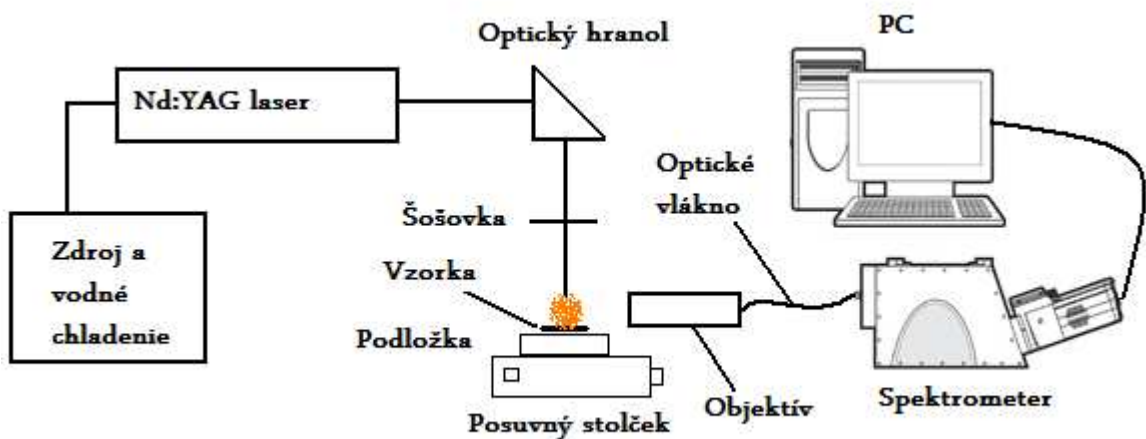 PC
Optický hranol
Nd:YAG laser
Optické
vlákno
Šošovka
Zdroj a
vodné
chladenie
Vzorka
Podložka
Posuvný stolček
Objektív
Spektrometer